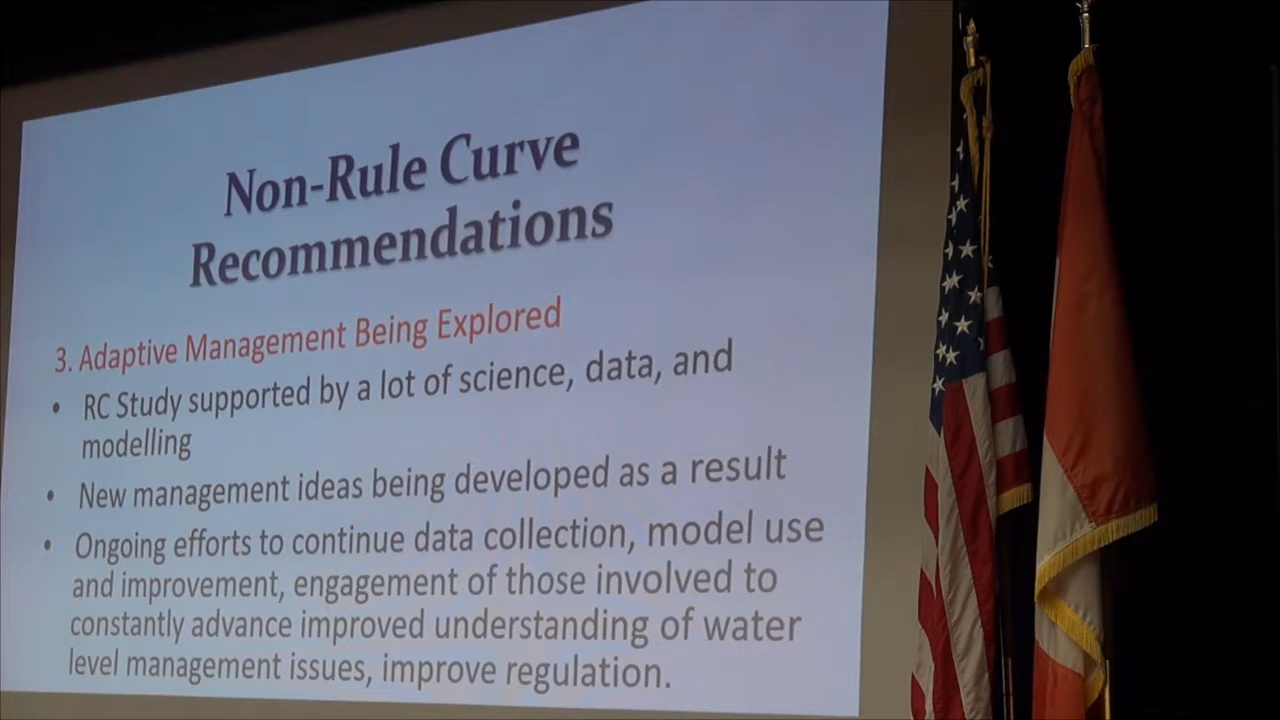 Non-Rule Curve
Recommendations
3. Adaptive Management Being Explored
• RC Study supported by a lot of science, data, and
modelling
• New management ideas being developed as a result
• Ongoing efforts to continue data collection, model use
and improvement, engagement of those involved to
constantly advance improved understanding of water
level management issues, improve regulation.